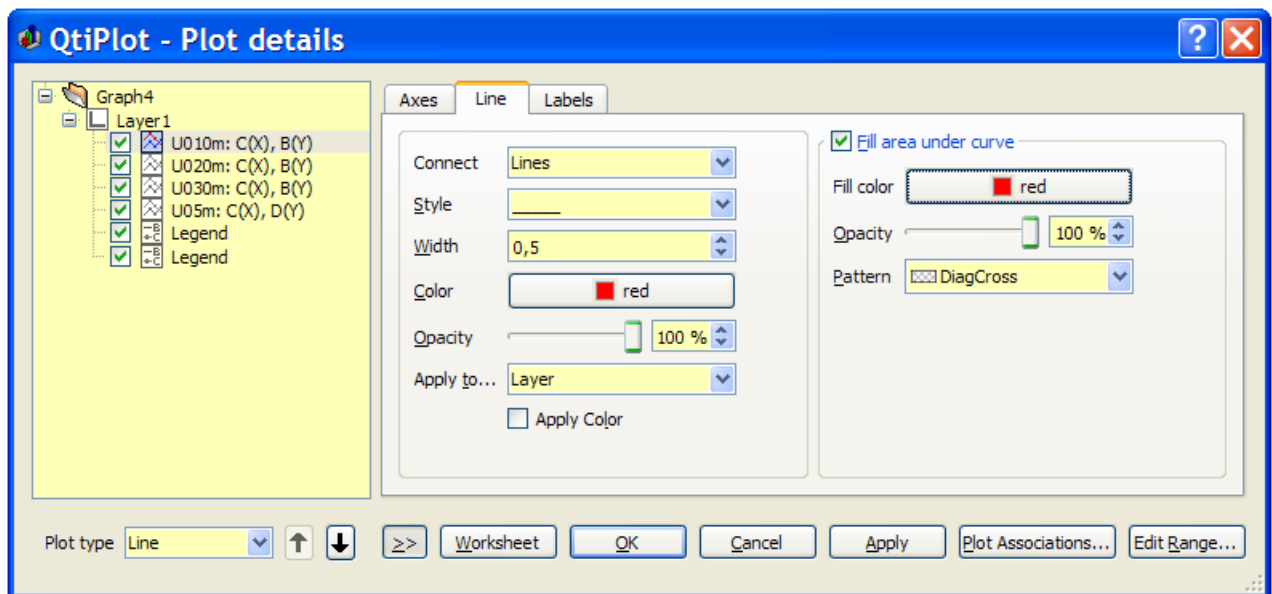 QtiPlot - Plot details
Graph4
Layer1
U010m: C(X), B(Y)
U020m: C(X), B(Y)
U030m: C(X), B(Y)
U05m: C(X), D(Y)
Legend
Legend
Axes Line Labels
Connect Lines
Style
Width 0,5
Color red
Opacity 100 %
Apply to... Layer
Apply Color
Fill area under curve
Fill color red
Opacity 100 %
Pattern DiagCross
Plot type Line >> Worksheet OK Cancel Apply Plot Associations... Edit Range...